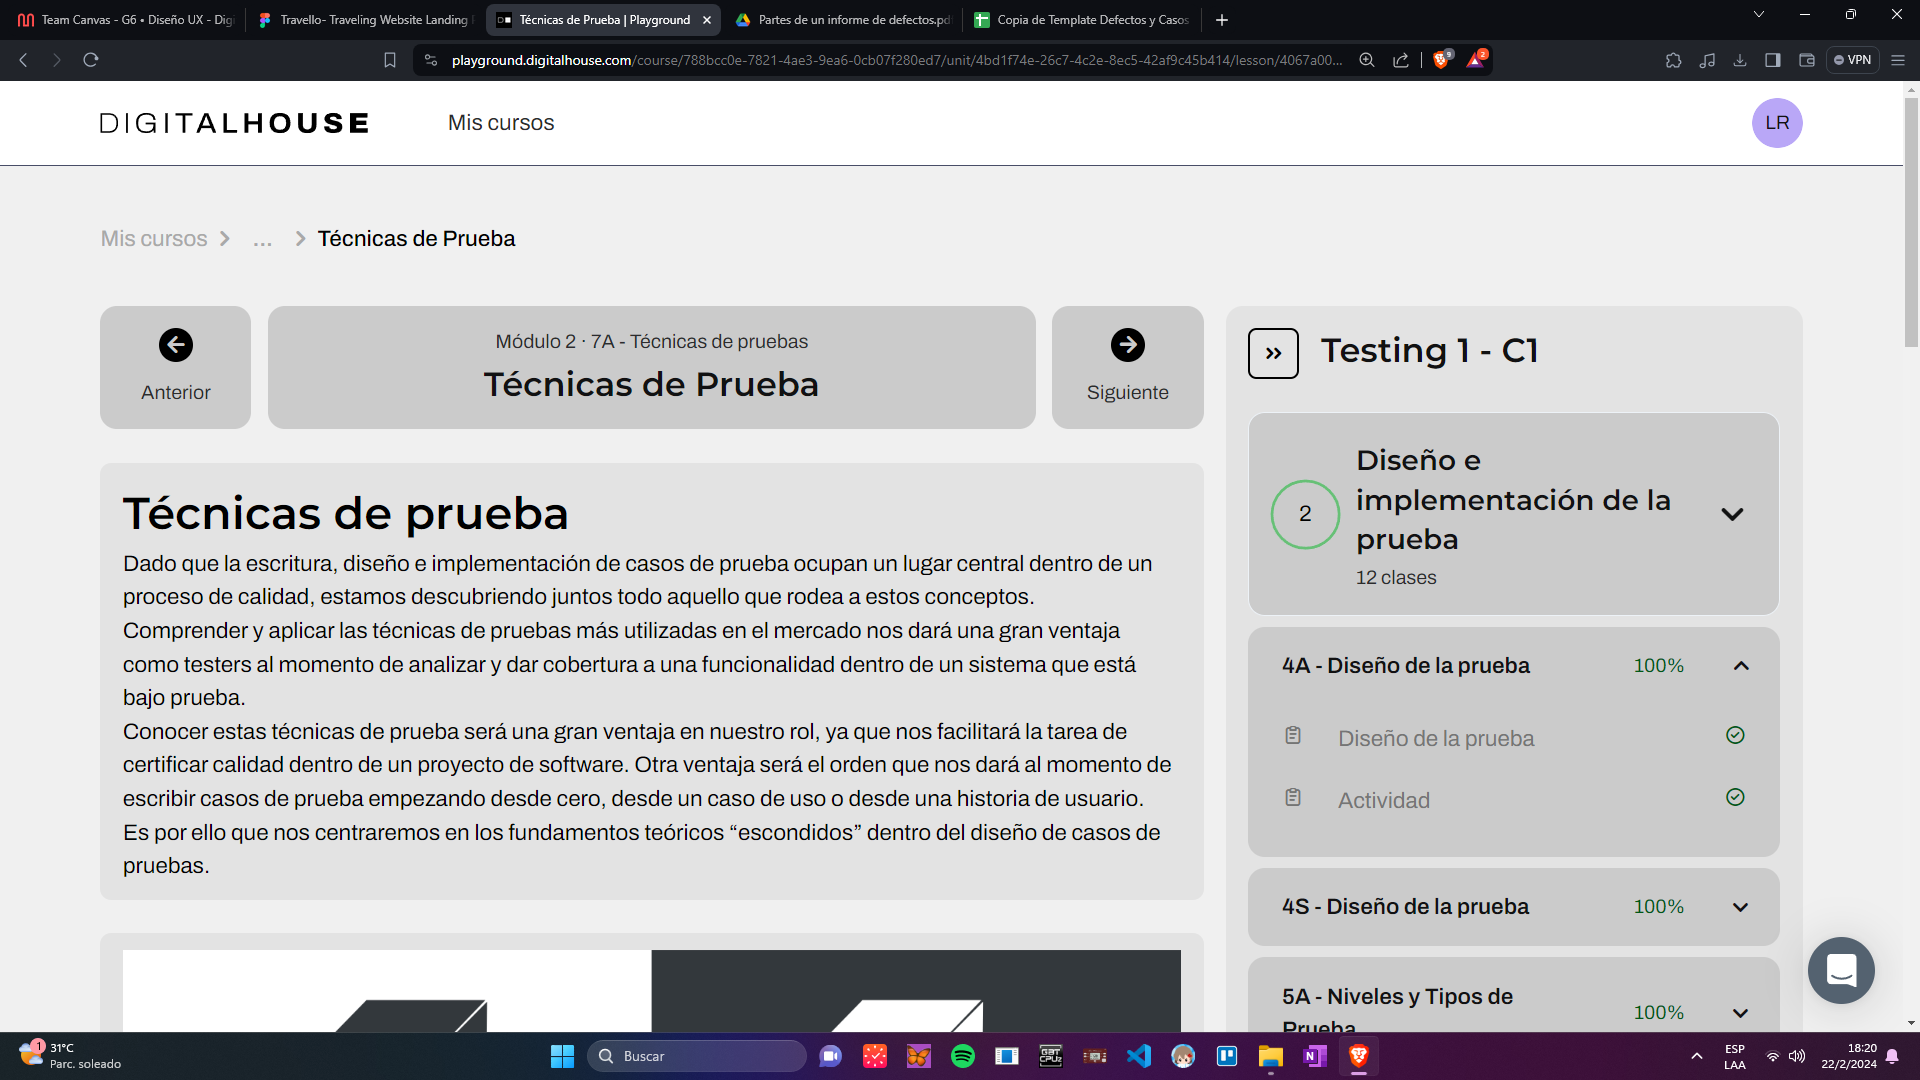 Team Canvas - G6 • Diseño UX - Digi
Travello- Traveling Website Landing
Técnicas de Prueba | Playground
Partes de un informe de defectos.pd
Copia de Template Defectos y Casos
playground.digitalhouse.com/course/788bcc0e-7821-4ae3-9ea6-0cb07f280ed7/unit/4bd1f74e-26c7-4c2e-8ec5-42af9c45b414/lesson/4067a00...
9
2
VPN
DIGITALHOUSE
Mis cursos
LR
Mis cursos
...
Técnicas de Prueba
Anterior
Módulo 2 · 7A - Técnicas de pruebas
Técnicas de Prueba
Siguiente
Técnicas de prueba
Dado que la escritura, diseño e implementación de casos de prueba ocupan un lugar central dentro de un
proceso de calidad, estamos descubriendo juntos todo aquello que rodea a estos conceptos.
Comprender y aplicar las técnicas de pruebas más utilizadas en el mercado nos dará una gran ventaja
como testers al momento de analizar y dar cobertura a una funcionalidad dentro de un sistema que está
bajo prueba.
Conocer estas técnicas de prueba será una gran ventaja en nuestro rol, ya que nos facilitará la tarea de
certificar calidad dentro de un proyecto de software. Otra ventaja será el orden que nos dará al momento de
escribir casos de prueba empezando desde cero, desde un caso de uso o desde una historia de usuario.
Es por ello que nos centraremos en los fundamentos teóricos “escondidos” dentro del diseño de casos de
pruebas.
Testing 1 - C1
2
Diseño e
implementación de la
prueba
12 clases
4A - Diseño de la prueba
100%
Diseño de la prueba
Actividad
4S - Diseño de la prueba
100%
5A - Niveles y Tipos de
Prueba
100%
1
31°C
Parc. soleado
Buscar
ESP
LAA
18:20
22/2/2024